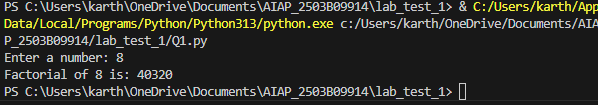 PS C:\Users\karth\OneDrive\Documents\AIAP_2503B09914\lab_test_1> & C:/Users/karth/App
Data/Local/Programs/Python/Python313/python.exe c:/Users/karth/OneDrive/Documents/AIA
P_2503B09914/lab_test_1/Q1.py
Enter a number: 8
Factorial of 8 is: 40320
PS C:\Users\karth\OneDrive\Documents\AIAP_2503B09914\lab_test_1>